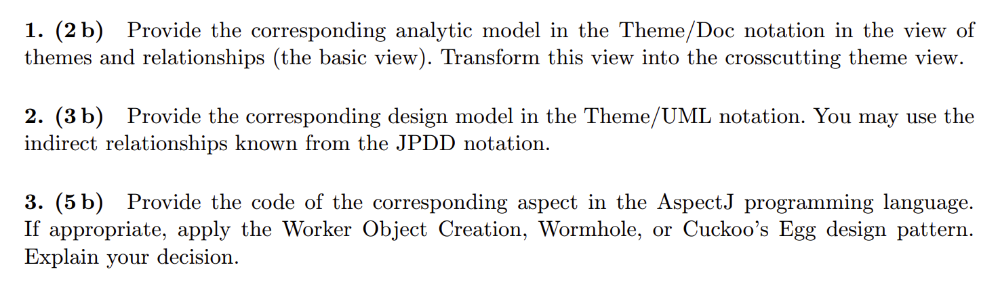 1. (2 b) Provide the corresponding analytic model in the Theme/Doc notation in the view of
themes and relationships (the basic view). Transform this view into the crosscutting theme view.
2. (3 b) Provide the corresponding design model in the Theme/UML notation. You may use the
indirect relationships known from the JPDD notation.
3. (5 b) Provide the code of the corresponding aspect in the AspectJ programming language.
If appropriate, apply the Worker Object Creation, Wormhole, or Cuckoo’s Egg design pattern.
Explain your decision.